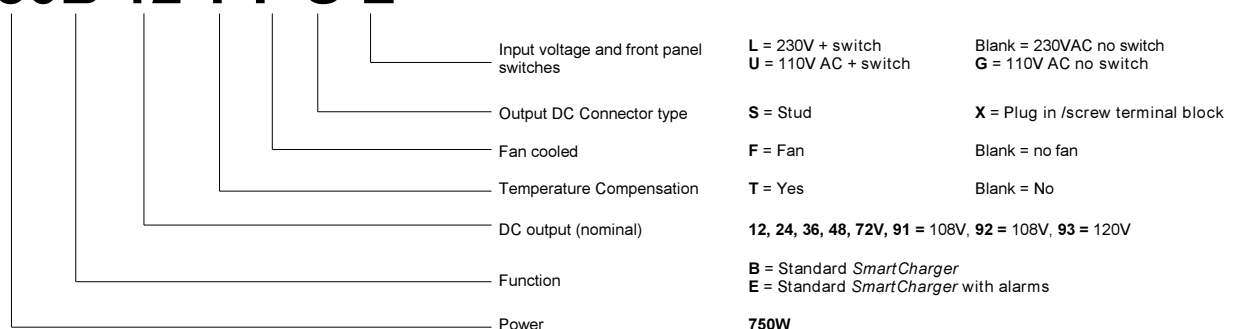 Input voltage and front panel switches L = 230V + switch Blank = 230VAC no switch
U = 110V AC + switch G = 110V AC no switch
Output DC Connector type S = Stud X = Plug in /screw terminal block
Fan cooled F = Fan Blank = no fan
Temperature Compensation T = Yes Blank = No
DC output (nominal) 12, 24, 36, 48, 72V, 91 = 108V, 92 = 108V, 93 = 120V
Function B = Standard SmartCharger
E = Standard SmartCharger with alarms
Power 750W